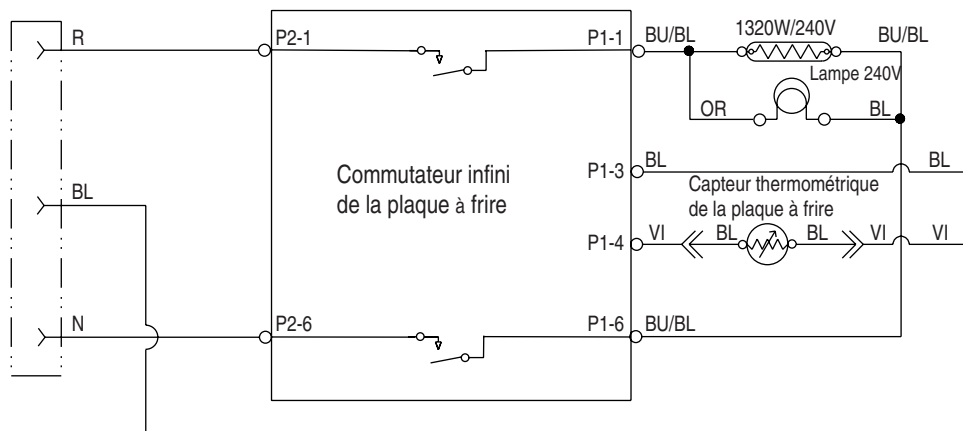 R
P2-1
P1-1
BU/BL
1320W/240V
BU/BL
Lampe 240V
OR
BL
P1-3
BL
BL
Commutateur infini
de la plaque à frire
Capteur thermométrique
de la plaque à frire
BL
P1-4
VI
BL
BL
VI
VI
N
P2-6
P1-6
BU/BL